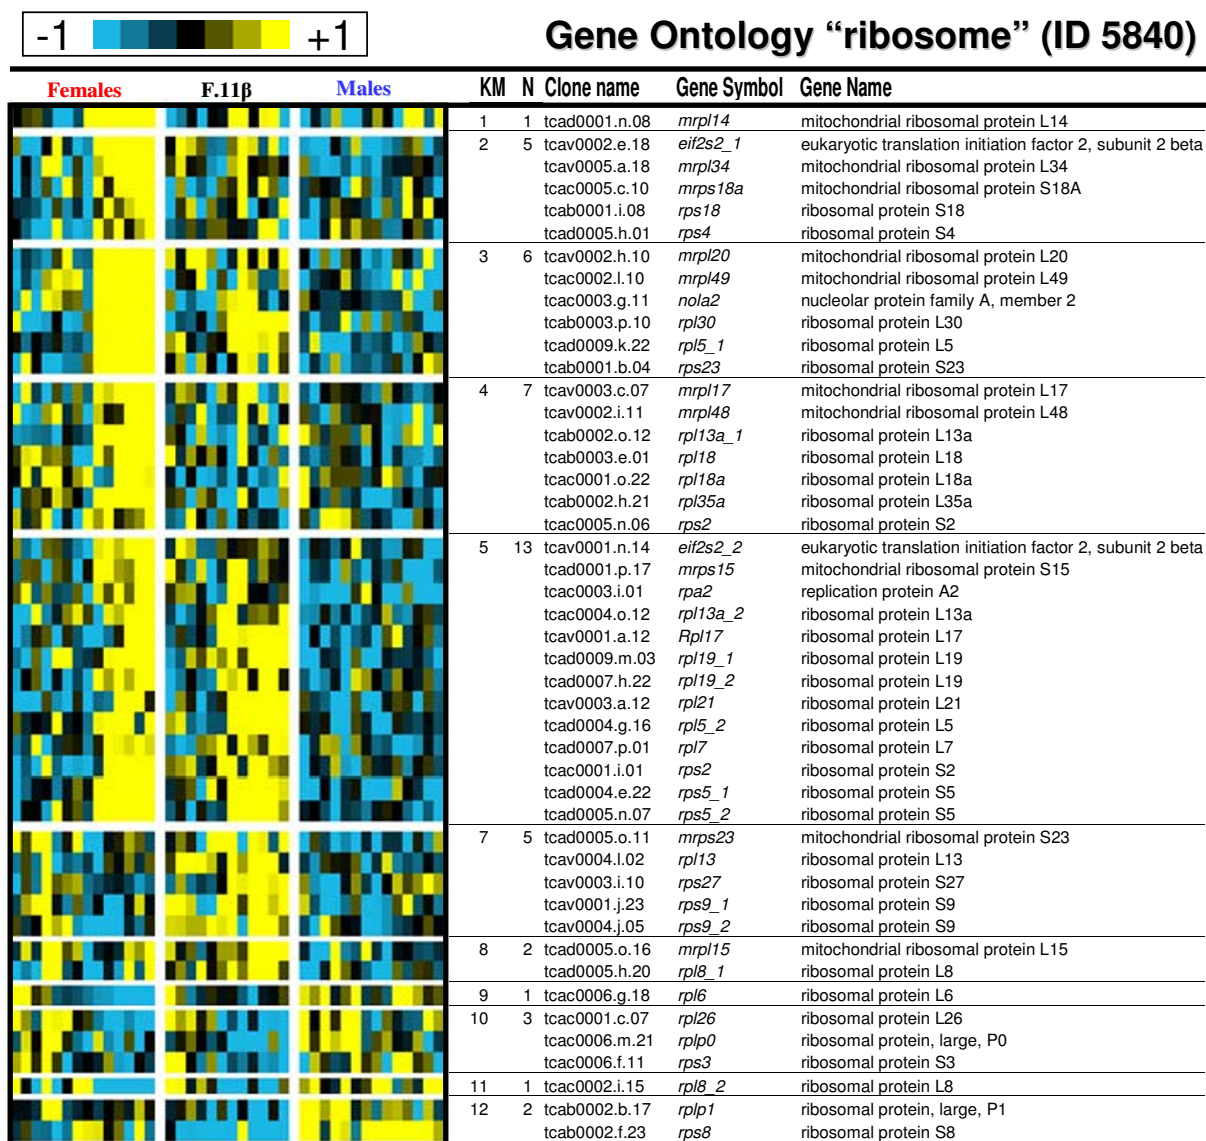 -1 +1 Gene Ontology “ribosome” (ID 5840)
Females F.11β Males KM N Clone name Gene Symbol Gene Name
1 1 tcad0001.n.08 mrpl14 mitochondrial ribosomal protein L14
2 5 tcav0002.e.18 eif2s2_1 eukaryotic translation initiation factor 2, subunit 2 beta
tcav0005.a.18 mrpl34 mitochondrial ribosomal protein L34
tcac0005.c.10 mrps18a mitochondrial ribosomal protein S18A
tcab0001.i.08 rps18 ribosomal protein S18
tcad0005.h.01 rps4 ribosomal protein S4
3 6 tcav0002.h.10 mrpl20 mitochondrial ribosomal protein L20
tcac0002.l.10 mrpl49 mitochondrial ribosomal protein L49
tcac0003.g.11 nola2 nucleolar protein family A, member 2
tcab0003.p.10 rpl30 ribosomal protein L30
tcad0009.k.22 rpl5_1 ribosomal protein L5
tcab0001.b.04 rps23 ribosomal protein S23
4 7 tcav0003.c.07 mrpl17 mitochondrial ribosomal protein L17
tcav0002.i.11 mrpl48 mitochondrial ribosomal protein L48
tcab0002.o.12 rpl13a_1 ribosomal protein L13a
tcab0003.e.01 rpl18 ribosomal protein L18
tcac0001.o.22 rpl18a ribosomal protein L18a
tcab0002.h.21 rpl35a ribosomal protein L35a
tcac0005.n.06 rps2 ribosomal protein S2
5 13 tcav0001.n.14 eif2s2_2 eukaryotic translation initiation factor 2, subunit 2 beta
tcad0001.p.17 mrps15 mitochondrial ribosomal protein S15
tcac0003.i.01 rpa2 replication protein A2
tcac0004.o.12 rpl13a_2 ribosomal protein L13a
tcav0001.a.12 Rpl17 ribosomal protein L17
tcad0009.m.03 rpl19_1 ribosomal protein L19
tcad0007.h.22 rpl19_2 ribosomal protein L19
tcav0003.a.12 rpl21 ribosomal protein L21
tcad0004.g.16 rpl5_2 ribosomal protein L5
tcad0007.p.01 rpl7 ribosomal protein L7
tcac0001.i.01 rps2 ribosomal protein S2
tcad0004.e.22 rps5_1 ribosomal protein S5
tcad0005.n.07 rps5_2 ribosomal protein S5
7 5 tcad0005.o.11 mrps23 mitochondrial ribosomal protein S23
tcav0004.l.02 rpl13 ribosomal protein L13
tcav0003.i.10 rps27 ribosomal protein S27
tcav0001.j.23 rps9_1 ribosomal protein S9
tcav0004.j.05 rps9_2 ribosomal protein S9
8 2 tcad0005.o.16 mrpl15 mitochondrial ribosomal protein L15
tcad0005.h.20 rpl8_1 ribosomal protein L8
9 1 tcac0006.g.18 rpl6 ribosomal protein L6
10 3 tcac0001.c.07 rpl26 ribosomal protein L26
tcac0006.m.21 rplp0 ribosomal protein, large, P0
tcac0006.f.11 rps3 ribosomal protein S3
11 1 tcac0002.i.15 rpl8_2 ribosomal protein L8
12 2 tcab0002.b.17 rplp1 ribosomal protein, large, P1
tcab0002.f.23 rps8 ribosomal protein S8